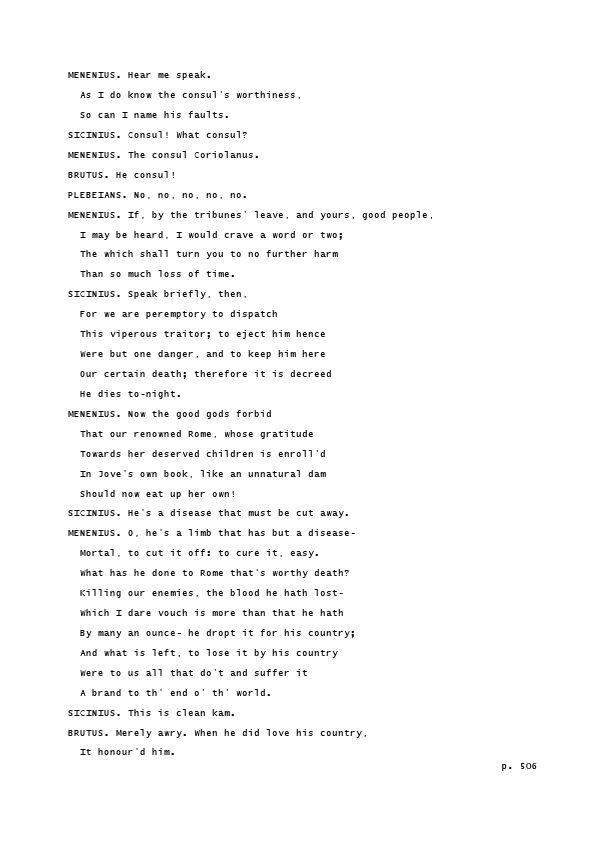 MENENIUS. Hear me speak.
As I do know the consul's worthiness,
So can I name his faults.
SICINIUS. Consul! What consul?
MENENIUS. The consul Coriolanus.
BRUTUS. He consul!
PLEBEIANS. No, no, no, no, no.
MENENIUS. If, by the tribunes' leave, and yours, good people,
I may be heard, I would crave a word or two;
The which shall turn you to no further harm
Than so much loss of time.
SICINIUS. Speak briefly, then,
For we are peremptory to dispatch
This viperous traitor; to eject him hence
Were but one danger, and to keep him here
Our certain death; therefore it is decreed
He dies to-night.
MENENIUS. Now the good gods forbid
That our renowned Rome, whose gratitude
Towards her deserved children is enroll'd
In Jove's own book, like an unnatural dam
Should now eat up her own!
SICINIUS. He's a disease that must be cut away.
MENENIUS. O, he's a limb that has but a disease-
Mortal, to cut it off: to cure it, easy.
What has he done to Rome that's worthy death?
Killing our enemies, the blood he hath lost-
Which I dare vouch is more than that he hath
By many an ounce- he dropt it for his country;
And what is left, to lose it by his country
Were to us all that do't and suffer it
A brand to th' end o' th' world.
SICINIUS. This is clean kam.
BRUTUS. Merely awry. When he did love his country,
It honour'd him.
p. 506